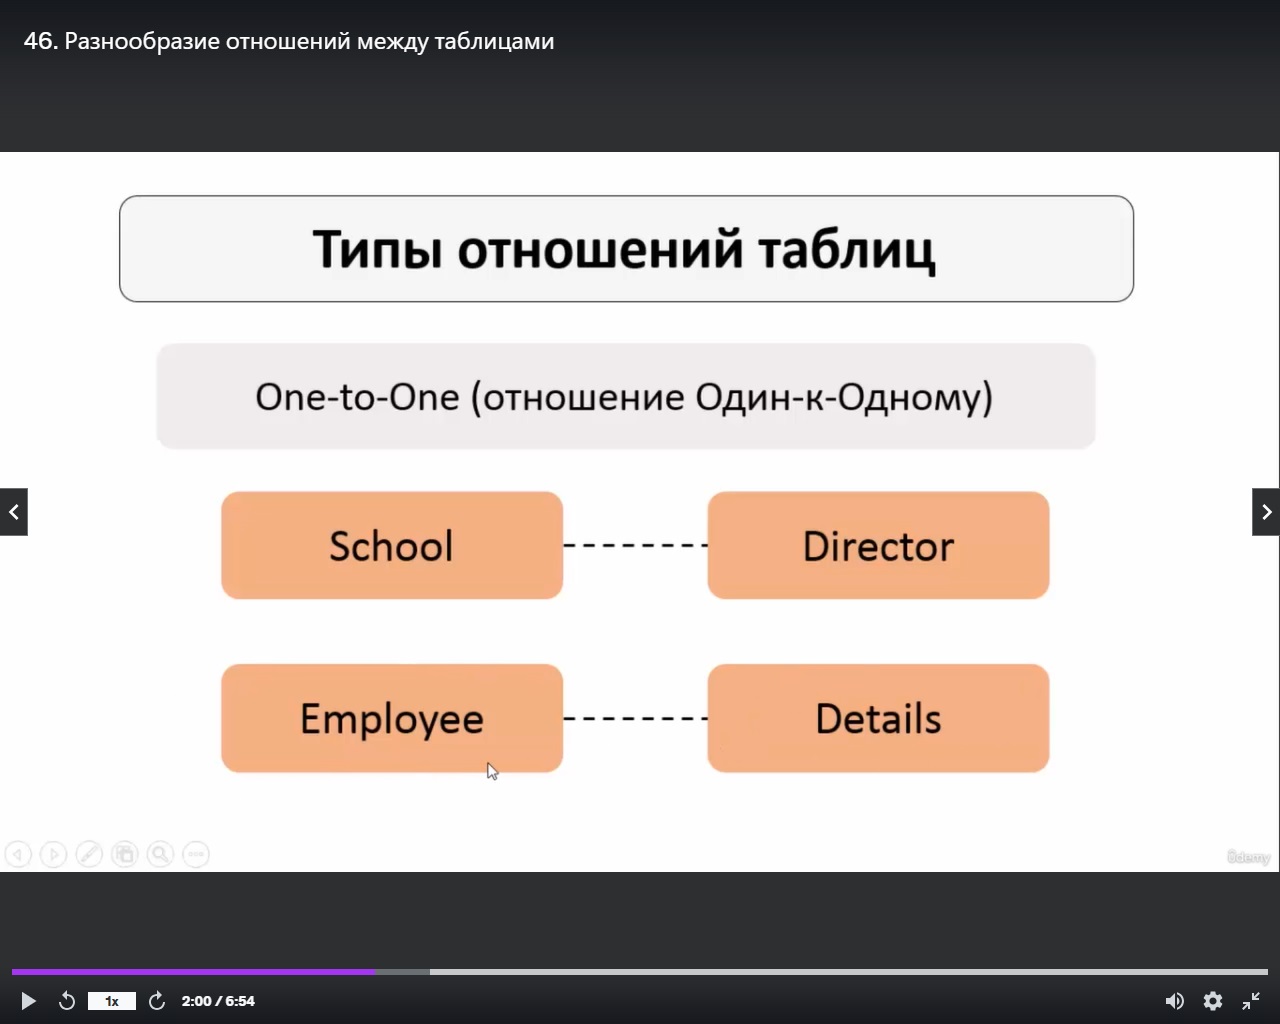 46. Разнообразие отношений между таблицами
Типы отношений таблиц
One-to-One (отношение Один-к-Одному)
School
Director
Employee
Details
ûdemy
1x
2:00 / 6:54